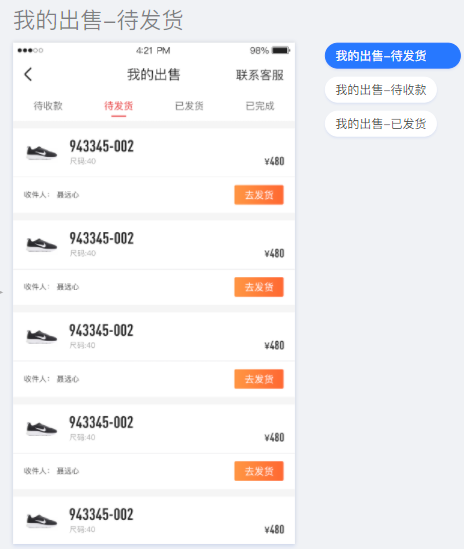 我的出售-待发货
4:21 PM
98%
我的出售
联系客服
待收款
待发货
已发货
已完成
943345-002
尺码:40
¥480
收件人： 聂远心
去发货
943345-002
尺码:40
¥480
收件人： 聂远心
去发货
943345-002
尺码:40
¥480
收件人： 聂远心
去发货
943345-002
尺码:40
¥480
收件人： 聂远心
去发货
943345-002
尺码:40
¥480
我的出售-待发货
我的出售-待收款
我的出售-已发货